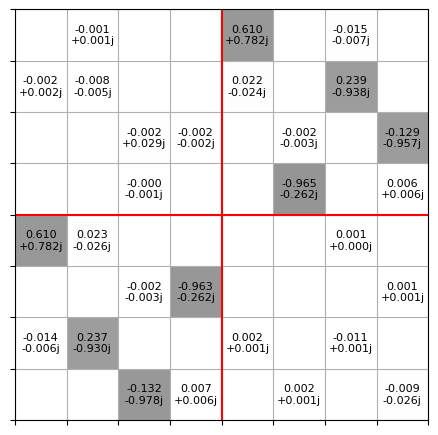 -0.001 0.610 -0.015
+0.001j +0.782j -0.007j
-0.002 -0.008 0.022 0.239
+0.002j -0.005j -0.024j -0.938j
-0.002 -0.002 -0.002 -0.129
+0.029j -0.002j -0.003j -0.957j
-0.000 -0.965 0.006
-0.001j -0.262j +0.006j
0.610 0.023 0.001
+0.782j -0.026j +0.000j
-0.002 -0.963 0.001
-0.003j -0.262j +0.001j
-0.014 0.237 0.002 -0.011
-0.006j -0.930j +0.001j +0.001j
-0.132 0.007 0.002 -0.009
-0.978j +0.006j +0.001j -0.026j